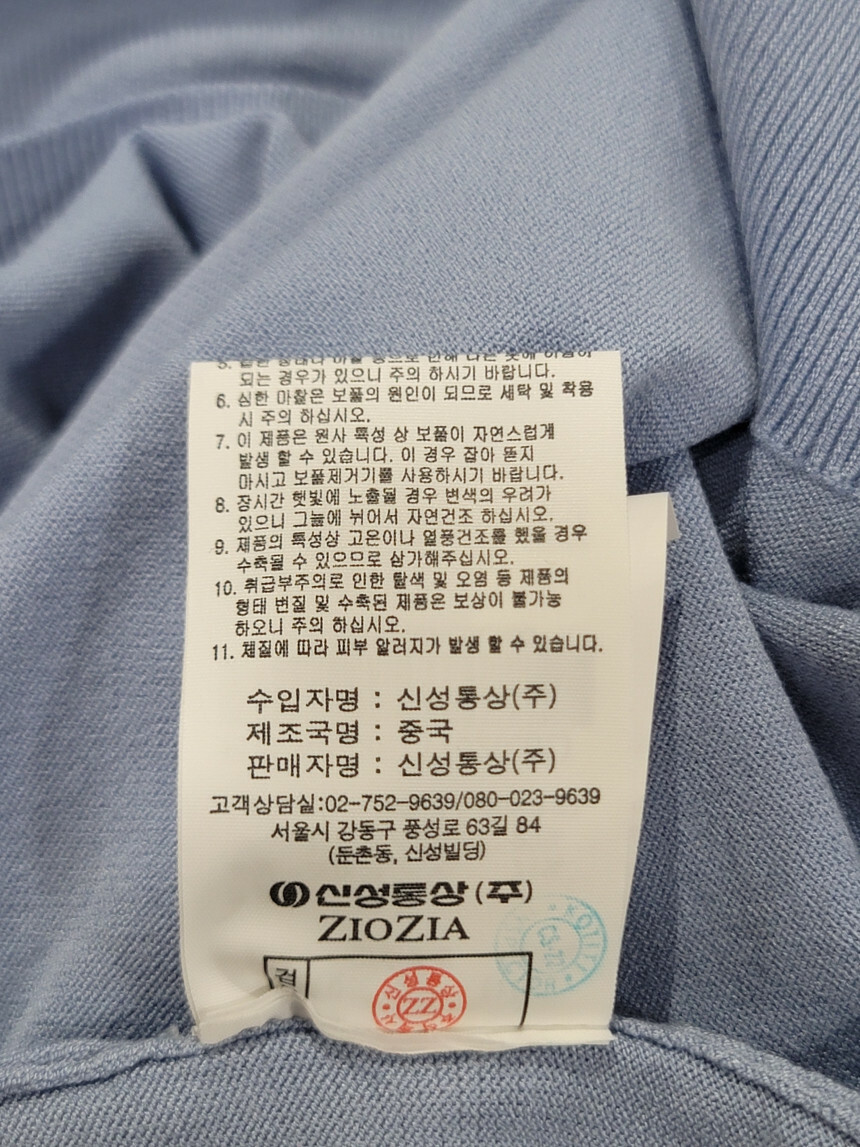 되는 경우가 있으니 주의 하시기 바랍니다.
6. 심한 마찰은 보풀의 원인이 되므로 세탁 및 착용
시 주의 하십시오.
7. 이 제품은 원사 특성 상 보풀이 자연스럽게
발생 할 수 있습니다. 이 경우 잡아 뜯지
마시고 보풀제거기를 사용하시기 바랍니다.
8. 장시간 햇빛에 노출될 경우 변색의 우려가
있으니 그늘에 뉘어서 자연건조 하십시오.
9. 제품의 특성상 고온이나 열풍건조를 했을 경우
수축될 수 있으므로 삼가해주십시오.
10. 취급부주의로 인한 탈색 및 오염 등 제품의
형태 변질 및 수축된 제품은 보상이 불가능
하오니 주의 하십시오.
11. 체질에 따라 피부 알러지가 발생 할 수 있습니다.
수입자명 : 신성통상(주)
제조국명 : 중국
판매자명 : 신성통상(주)
고객상담실:02-752-9639/080-023-9639
서울시 강동구 풍성로 63길 84
(둔촌동, 신성빌딩)
신성통상(주)
ZIOZIA
KOTITI
ZZ